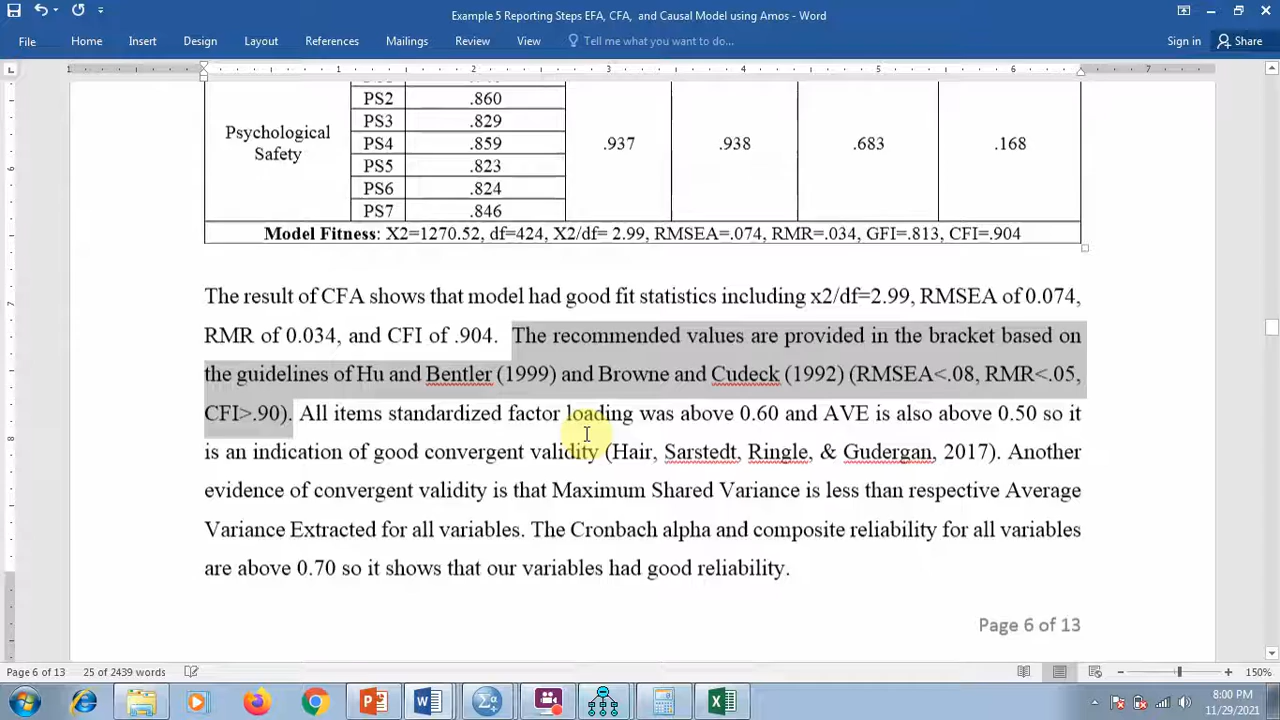 Example 5 Reporting Steps EFA, CFA,  and Causal Model using Amos - Word
File Home Insert Design Layout References Mailings Review View Tell me what you want to do... Sign in Share
1 1 2 3 4 5 6 7
PS2 .860
PS3 .829
Psychological Safety PS4 .859 .937 .938 .683 .168
PS5 .823
PS6 .824
PS7 .846
Model Fitness: X2=1270.52, df=424, X2/df= 2.99, RMSEA=.074, RMR=.034, GFI=.813, CFI=.904
The result of CFA shows that model had good fit statistics including x2/df=2.99, RMSEA of 0.074,
RMR of 0.034, and CFI of .904.  The recommended values are provided in the bracket based on
the guidelines of Hu and Bentler (1999) and Browne and Cudeck (1992) (RMSEA<.08, RMR<.05,
CFI>.90). All items standardized factor loading was above 0.60 and AVE is also above 0.50 so it
is an indication of good convergent validity (Hair, Sarstedt, Ringle, & Gudergan, 2017). Another
evidence of convergent validity is that Maximum Shared Variance is less than respective Average
Variance Extracted for all variables. The Cronbach alpha and composite reliability for all variables
are above 0.70 so it shows that our variables had good reliability.
Page 6 of 13
Page 6 of 13 25 of 2439 words 150%
8:00 PM
11/29/2021